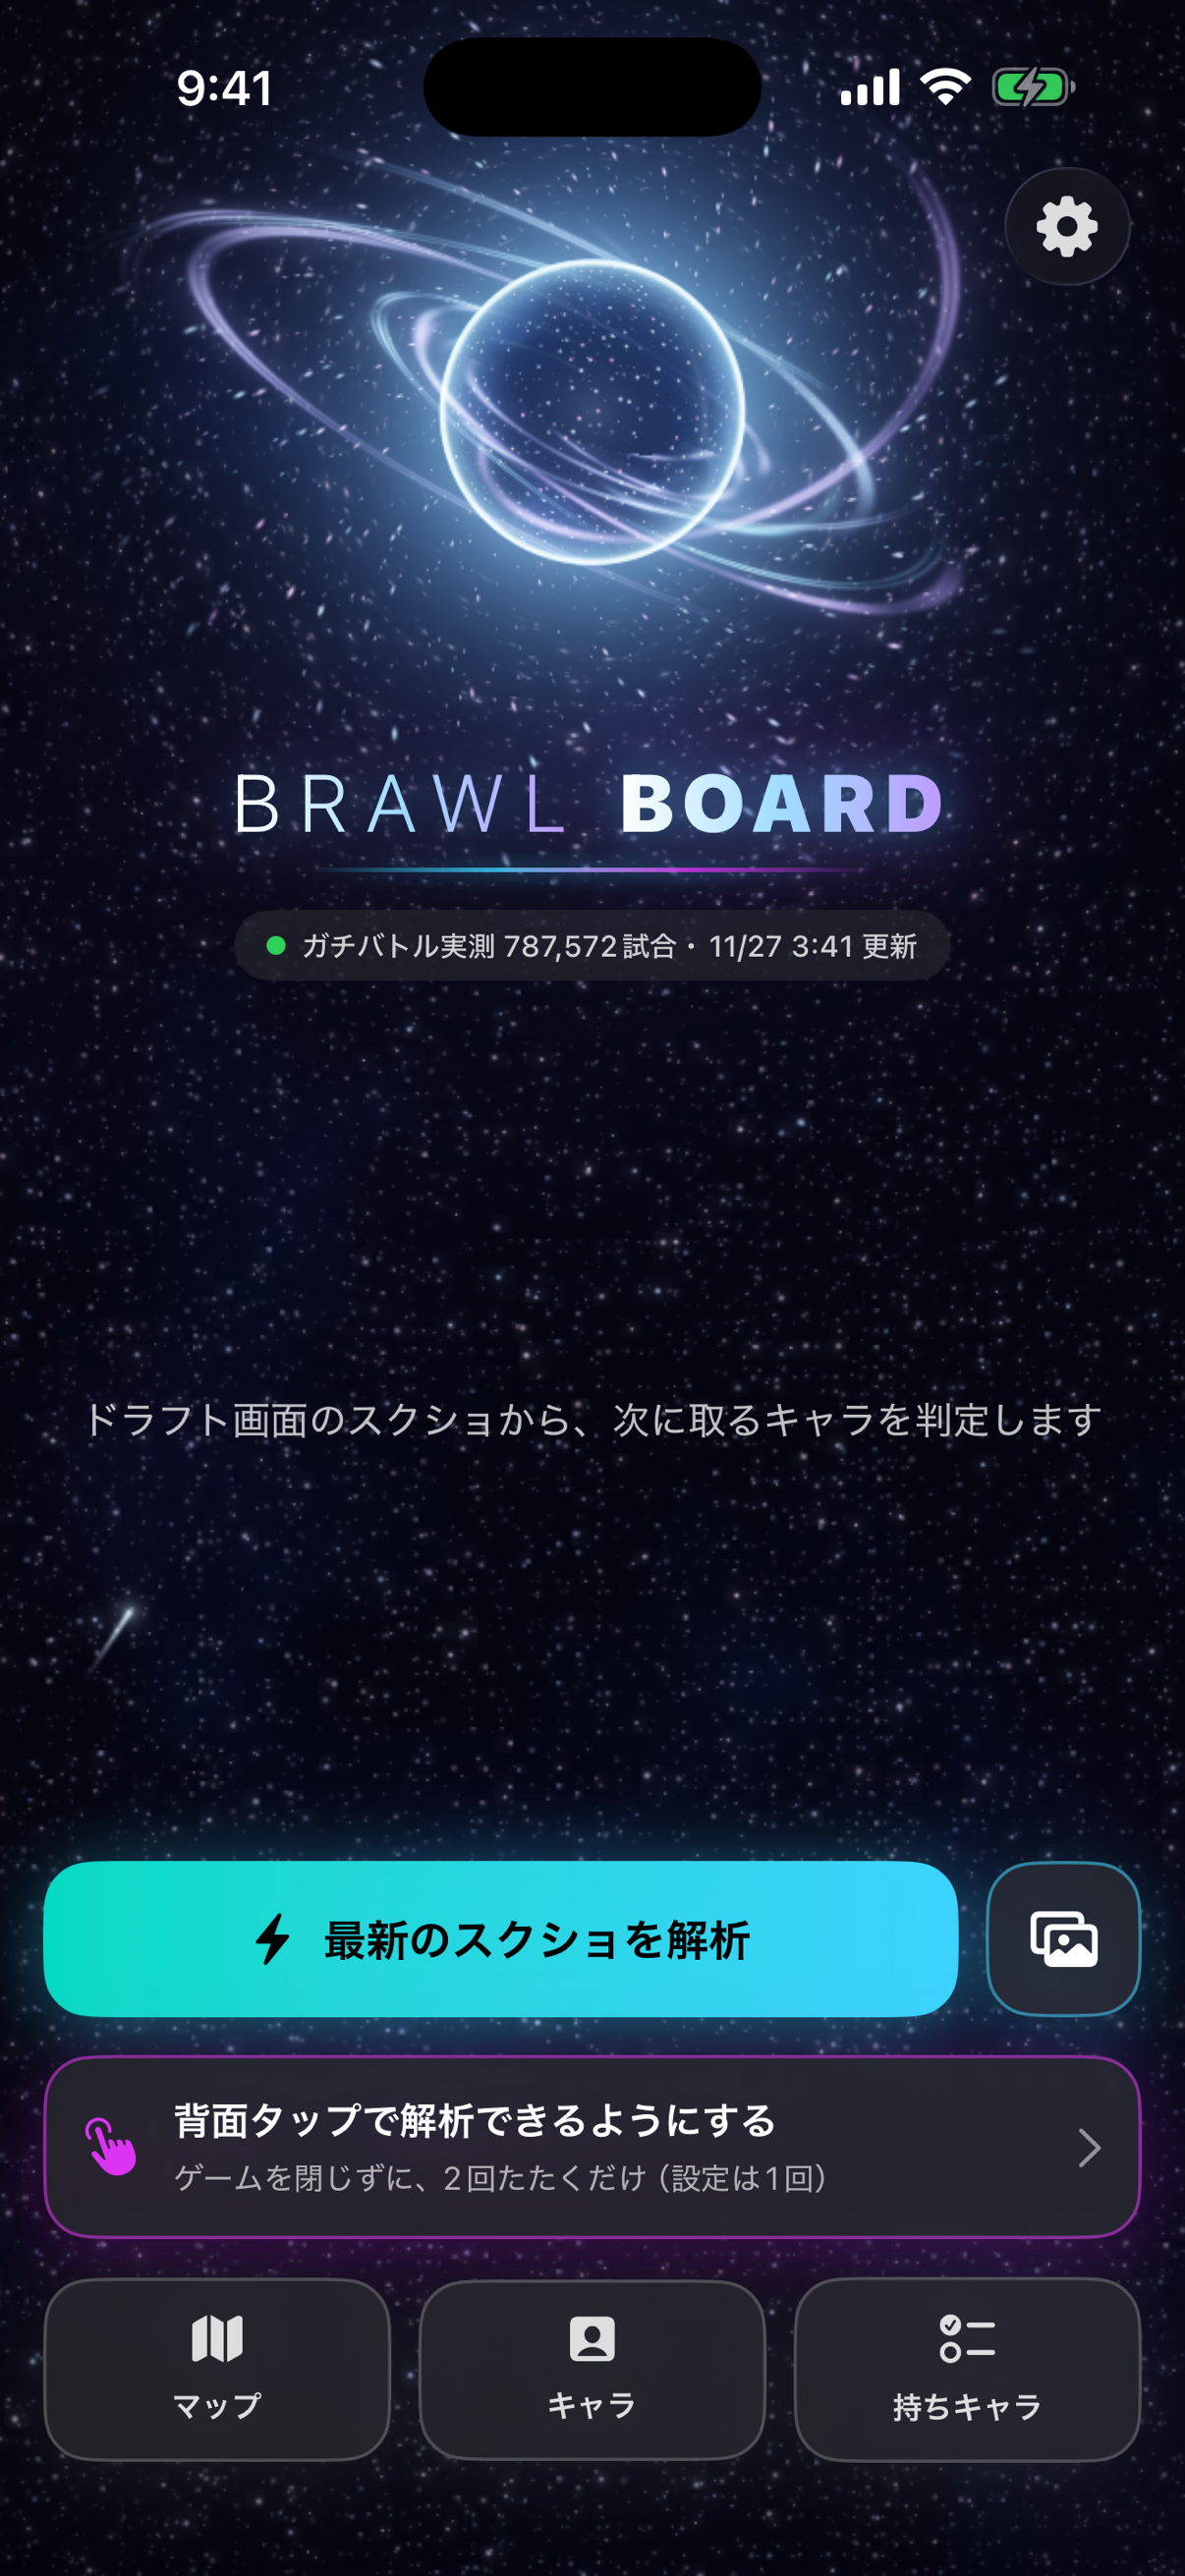 9:41
BRAWL BOARD
ガチバトル実測 787,572試合・11/27 3:41 更新
ドラフト画面のスクショから、次に取るキャラを判定します
最新のスクショを解析
背面タップで解析できるようにする
ゲームを閉じずに、2回たたくだけ（設定は1回）
マップ
キャラ
持ちキャラ